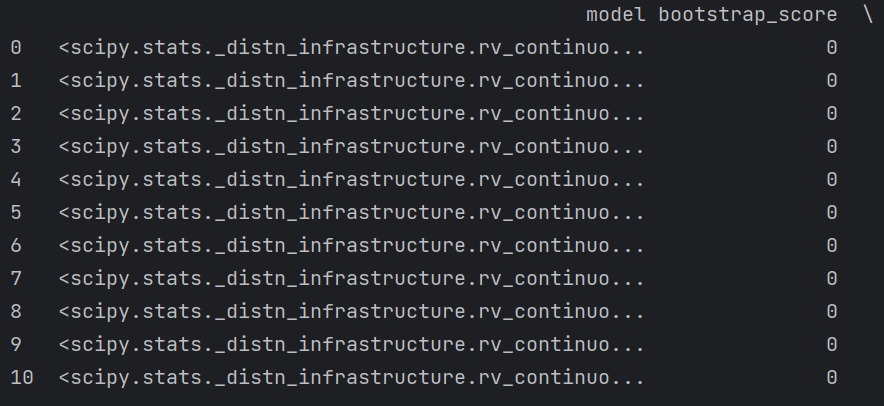 model bootstrap_score \
0 <scipy.stats._distn_infrastructure.rv_continuo... 0
1 <scipy.stats._distn_infrastructure.rv_continuo... 0
2 <scipy.stats._distn_infrastructure.rv_continuo... 0
3 <scipy.stats._distn_infrastructure.rv_continuo... 0
4 <scipy.stats._distn_infrastructure.rv_continuo... 0
5 <scipy.stats._distn_infrastructure.rv_continuo... 0
6 <scipy.stats._distn_infrastructure.rv_continuo... 0
7 <scipy.stats._distn_infrastructure.rv_continuo... 0
8 <scipy.stats._distn_infrastructure.rv_continuo... 0
9 <scipy.stats._distn_infrastructure.rv_continuo... 0
10 <scipy.stats._distn_infrastructure.rv_continuo... 0